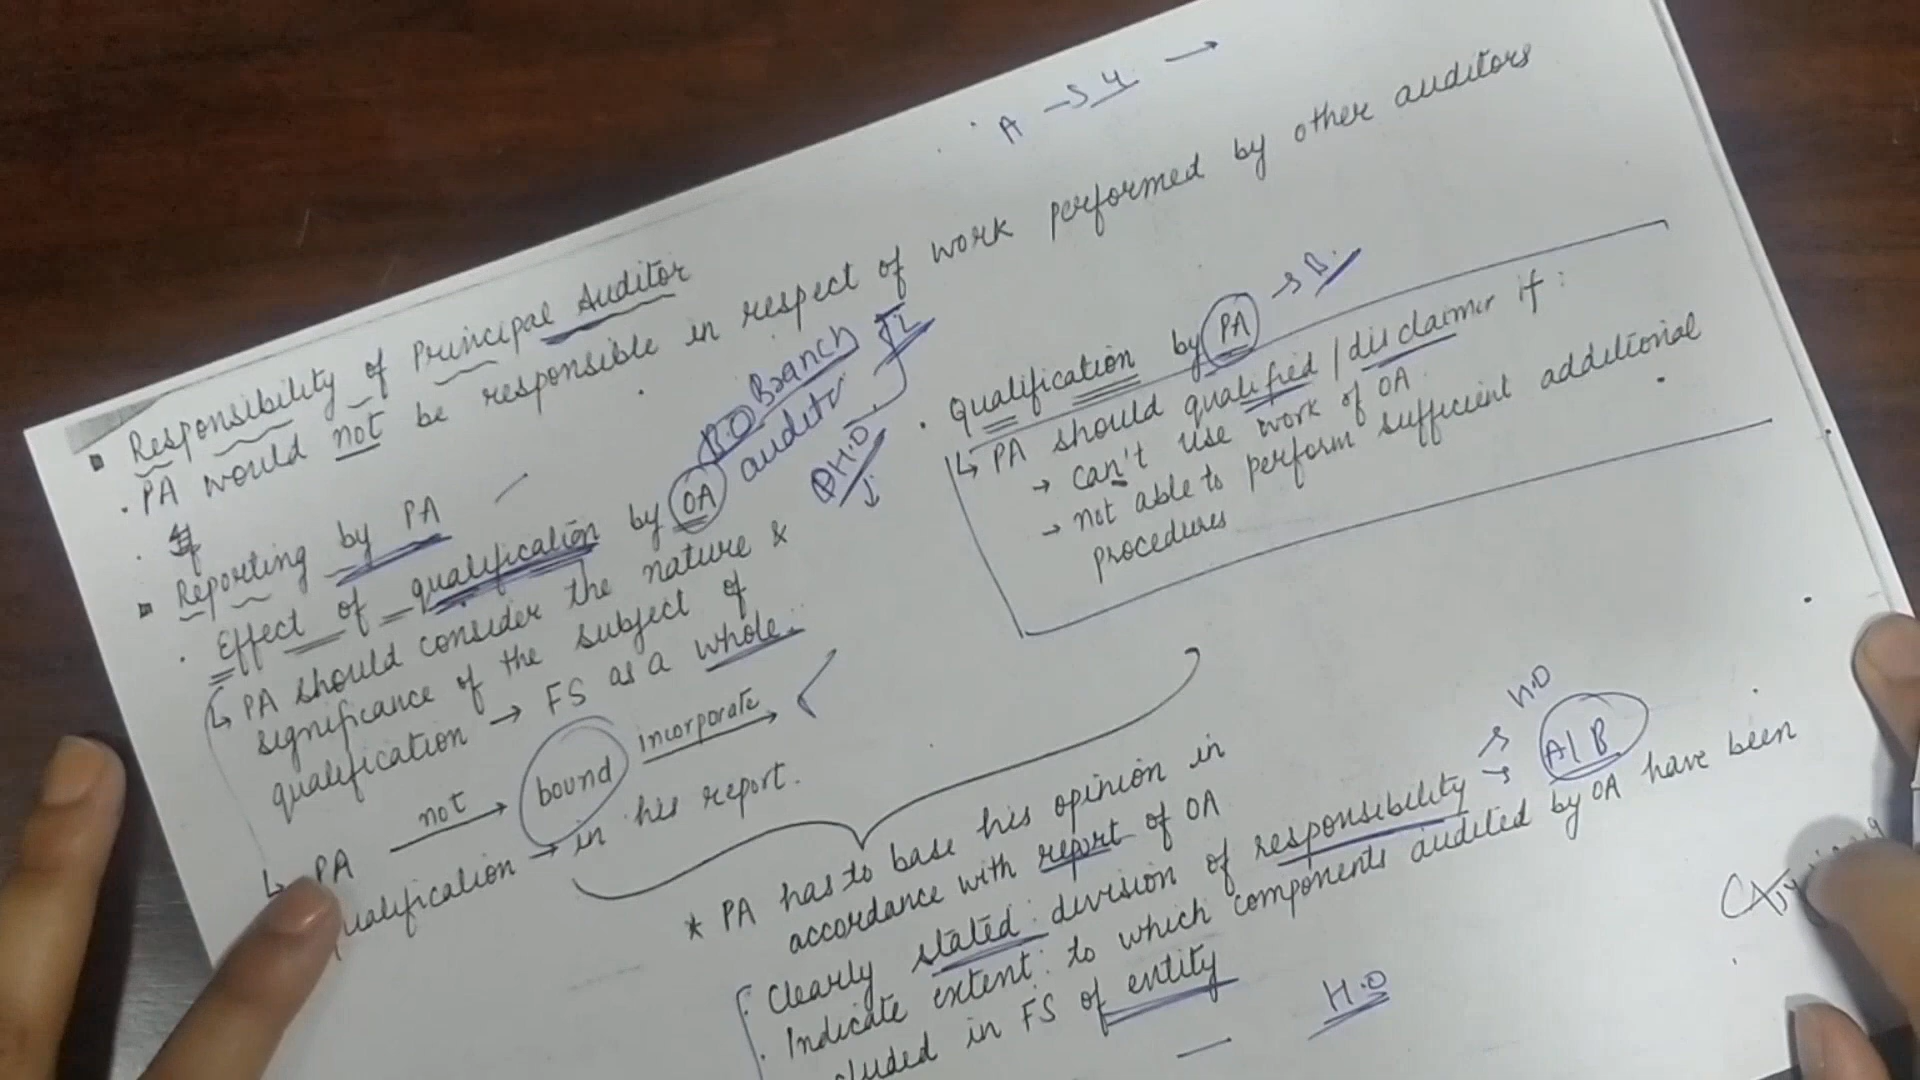 A → 54 →
▪ Responsibility of Principal Auditor
• PA would not be responsible in respect of work performed by other auditors
▪ Reporting by PA
• Effect of qualification by OA
B.O Branch
auditor
H.O
↳ PA should consider the nature &
significance of the subject of
qualification → FS as a whole.
↳ PA not → bound incorporate →
qualification → in his report.
• Qualification by PA → B.
↳ PA should qualified / disclaimer if :
→ can't use work of OA
→ not able to perform sufficient additional
procedures
* PA has to base his opinion in
accordance with report of OA
• Clearly stated : division of responsibility → H.O
→ A/B
• Indicate extent : to which components audited by OA have been
included in FS of entity
H.O